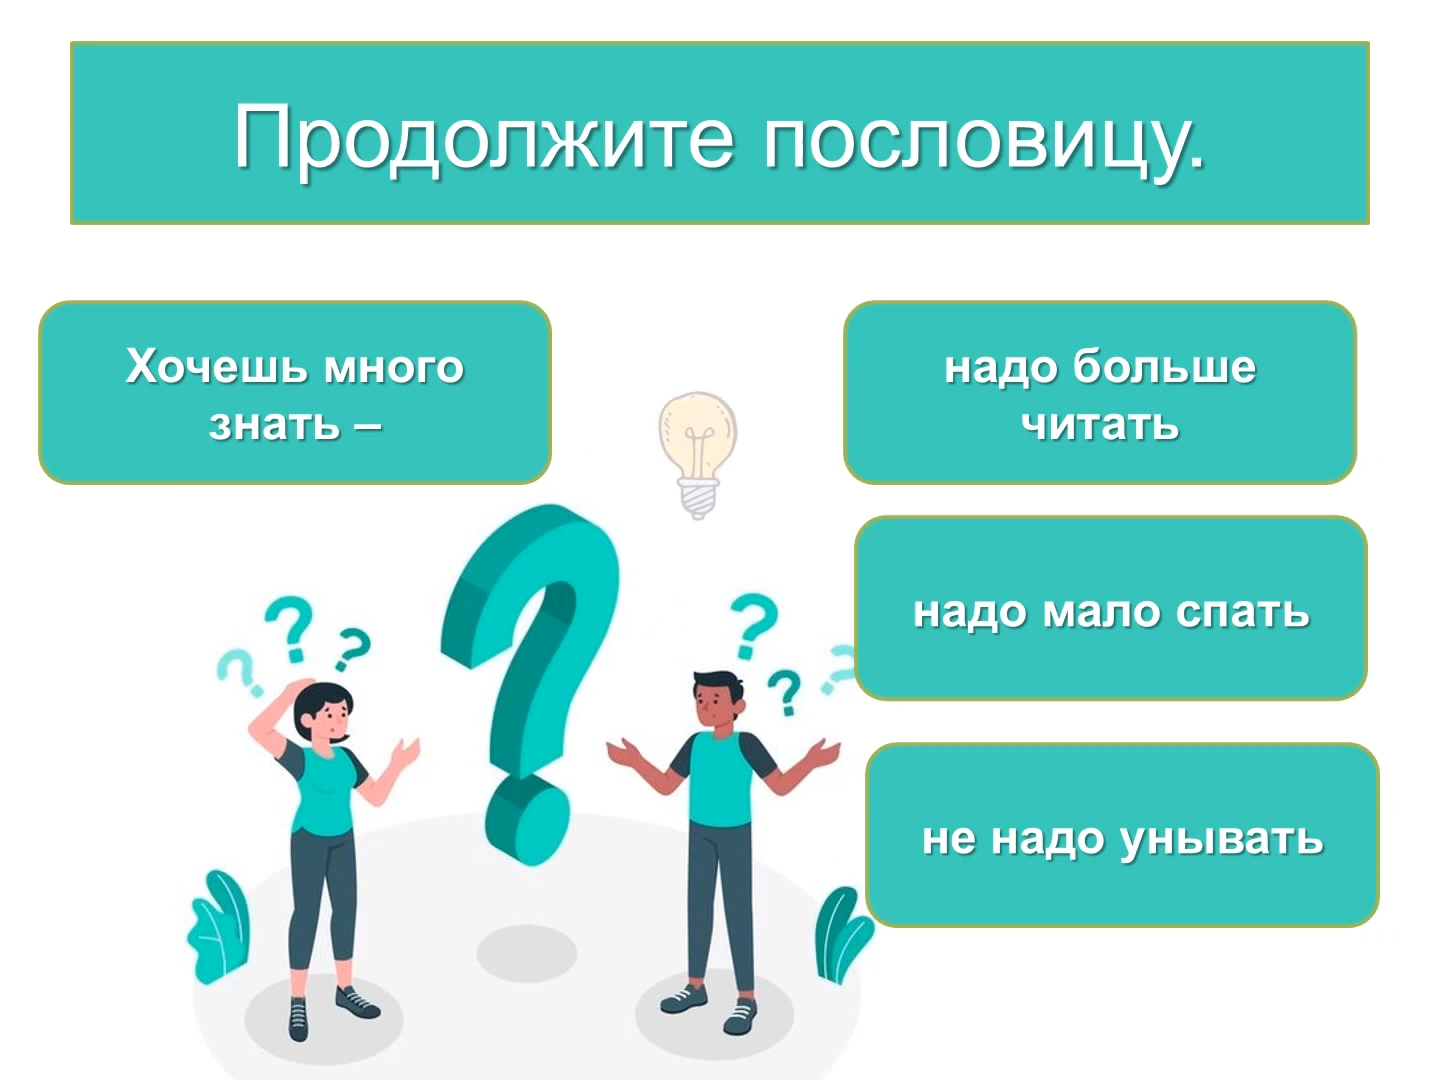 Продолжите пословицу.
Хочешь много
знать –
надо больше
читать
надо мало спать
не надо унывать